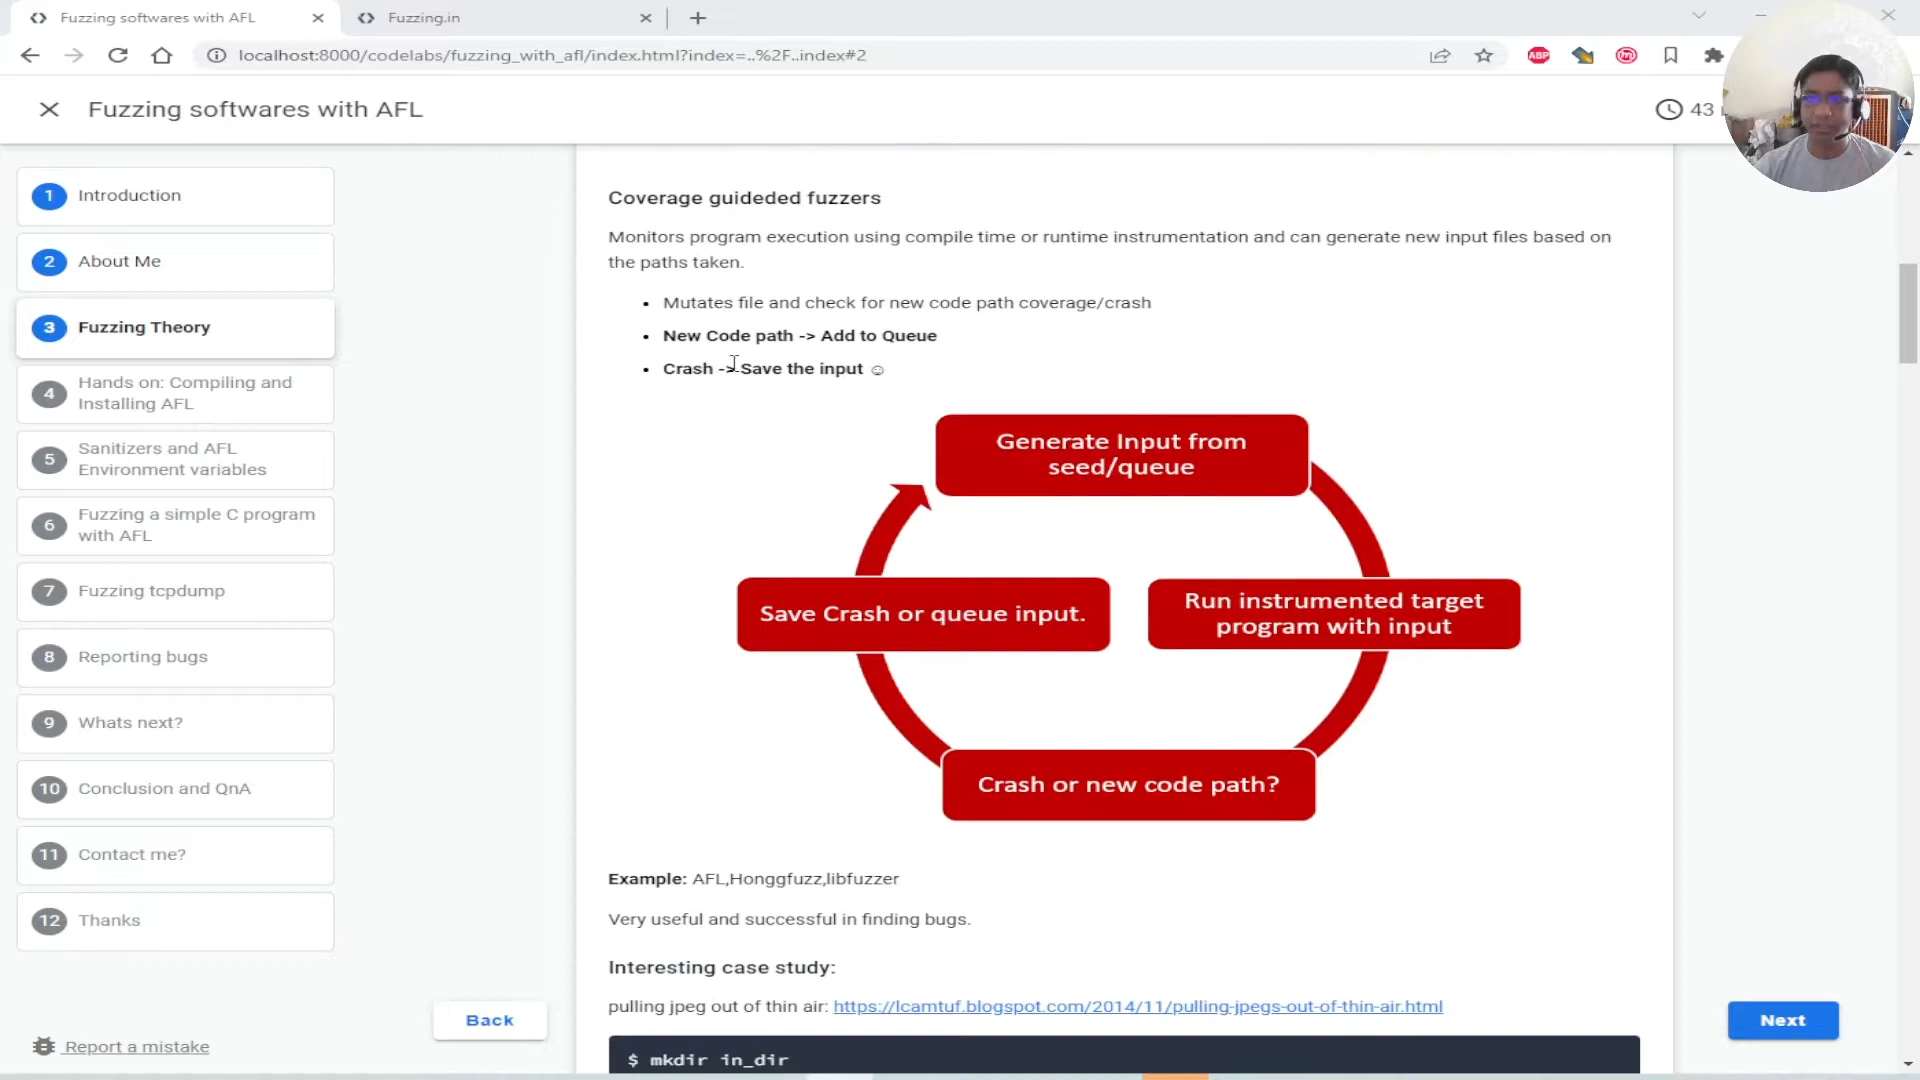 Fuzzing softwares with AFL
Fuzzing.in
localhost:8000/codelabs/fuzzing_with_afl/index.html?index=..%2F..index#2
ABP
Fuzzing softwares with AFL
43
1 Introduction
2 About Me
3 Fuzzing Theory
4 Hands on: Compiling and
Installing AFL
5 Sanitizers and AFL
Environment variables
6 Fuzzing a simple C program
with AFL
7 Fuzzing tcpdump
8 Reporting bugs
9 Whats next?
10 Conclusion and QnA
11 Contact me?
12 Thanks
Report a mistake
Coverage guideded fuzzers
Monitors program execution using compile time or runtime instrumentation and can generate new input files based on
the paths taken.
• Mutates file and check for new code path coverage/crash
• New Code path -> Add to Queue
• Crash -> Save the input ☺
Generate Input from
seed/queue
Run instrumented target
program with input
Crash or new code path?
Save Crash or queue input.
Example: AFL,Honggfuzz,libfuzzer
Very useful and successful in finding bugs.
Interesting case study:
pulling jpeg out of thin air: https://lcamtuf.blogspot.com/2014/11/pulling-jpegs-out-of-thin-air.html
$ mkdir in_dir
Back
Next